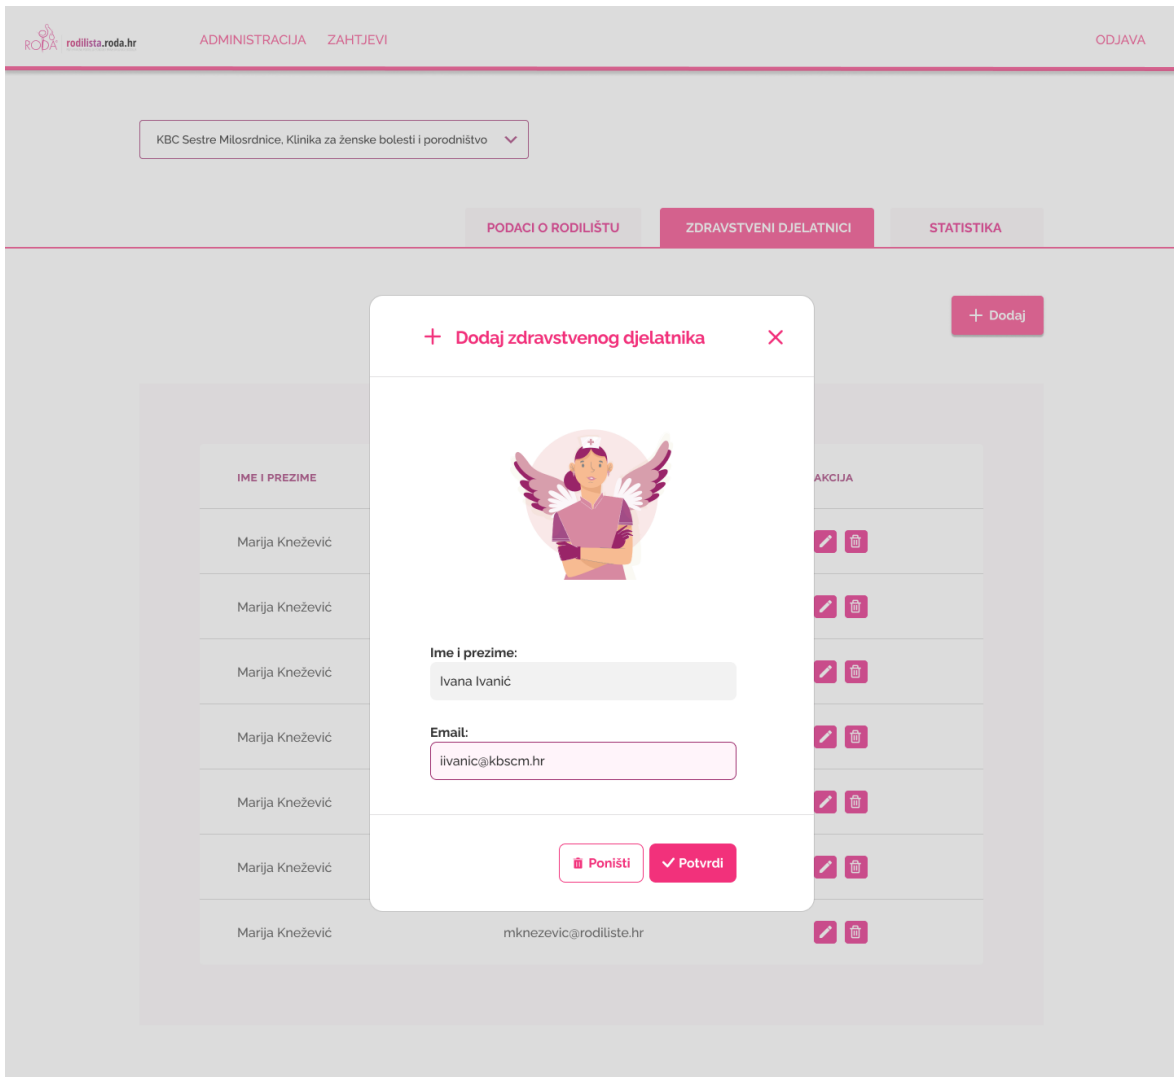 RODA rodilista.roda.hr ADMINISTRACIJA ZAHTJEVI ODJAVA
KBC Sestre Milosrdnice, Klinika za ženske bolesti i porodništvo
PODACI O RODILIŠTU ZDRAVSTVENI DJELATNICI STATISTIKA
+ Dodaj
+ Dodaj zdravstvenog djelatnika
IME I PREZIME AKCIJA
Marija Knežević
Marija Knežević
Ime i prezime:
Ivana Ivanić
Marija Knežević
Email:
Marija Knežević
iivanic@kbscm.hr
Marija Knežević
Poništi Potvrdi
Marija Knežević
Marija Knežević mknezevic@rodiliste.hr